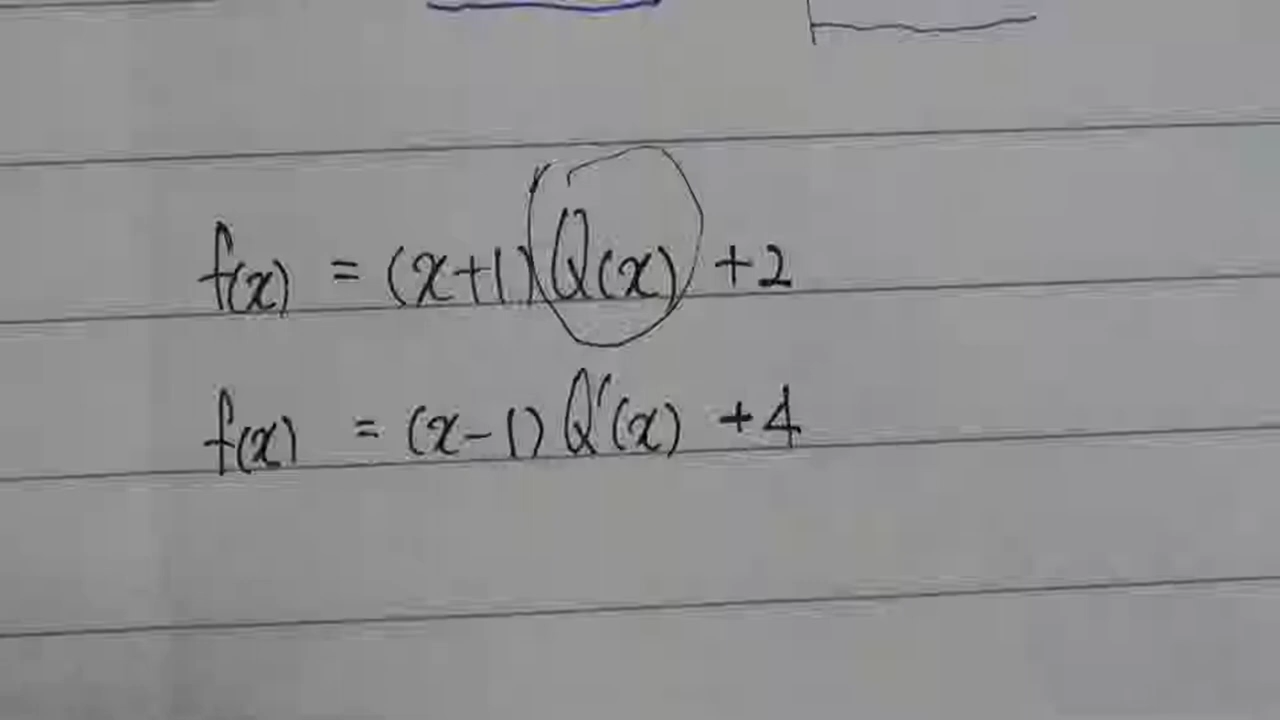 f(x) = (x+1)Q(x) +2
f(x) = (x-1) Q'(x) +4